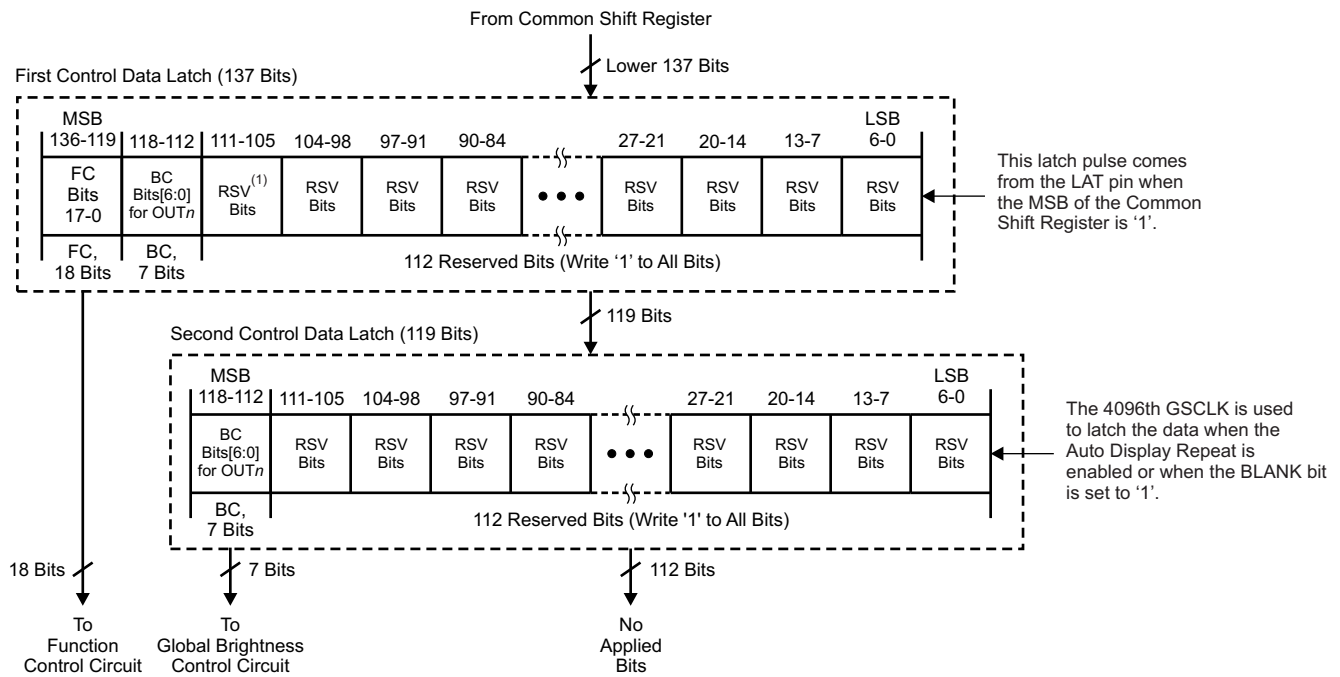 From Common Shift Register
Lower 137 Bits
First Control Data Latch (137 Bits)
MSB LSB
136-119 118-112 111-105 104-98 97-91 90-84 27-21 20-14 13-7 6-0
FC
Bits
17-0
BC
Bits[6:0]
for OUTn
RSV(1)
Bits
RSV
Bits
RSV
Bits
RSV
Bits
• • •
RSV
Bits
RSV
Bits
RSV
Bits
RSV
Bits
This latch pulse comes
from the LAT pin when
the MSB of the Common
Shift Register is ‘1’.
FC,
18 Bits
BC,
7 Bits
112 Reserved Bits (Write ‘1’ to All Bits)
119 Bits
Second Control Data Latch (119 Bits)
MSB LSB
118-112 111-105 104-98 97-91 90-84 27-21 20-14 13-7 6-0
BC
Bits[6:0]
for OUTn
RSV
Bits
RSV
Bits
RSV
Bits
RSV
Bits
• • •
RSV
Bits
RSV
Bits
RSV
Bits
RSV
Bits
The 4096th GSCLK is used
to latch the data when the
Auto Display Repeat is
enabled or when the BLANK bit
is set to ‘1’.
BC,
7 Bits
112 Reserved Bits (Write '1' to All Bits)
18 Bits 7 Bits 112 Bits
To
Function
Control Circuit
To
Global Brightness
Control Circuit
No
Applied
Bits